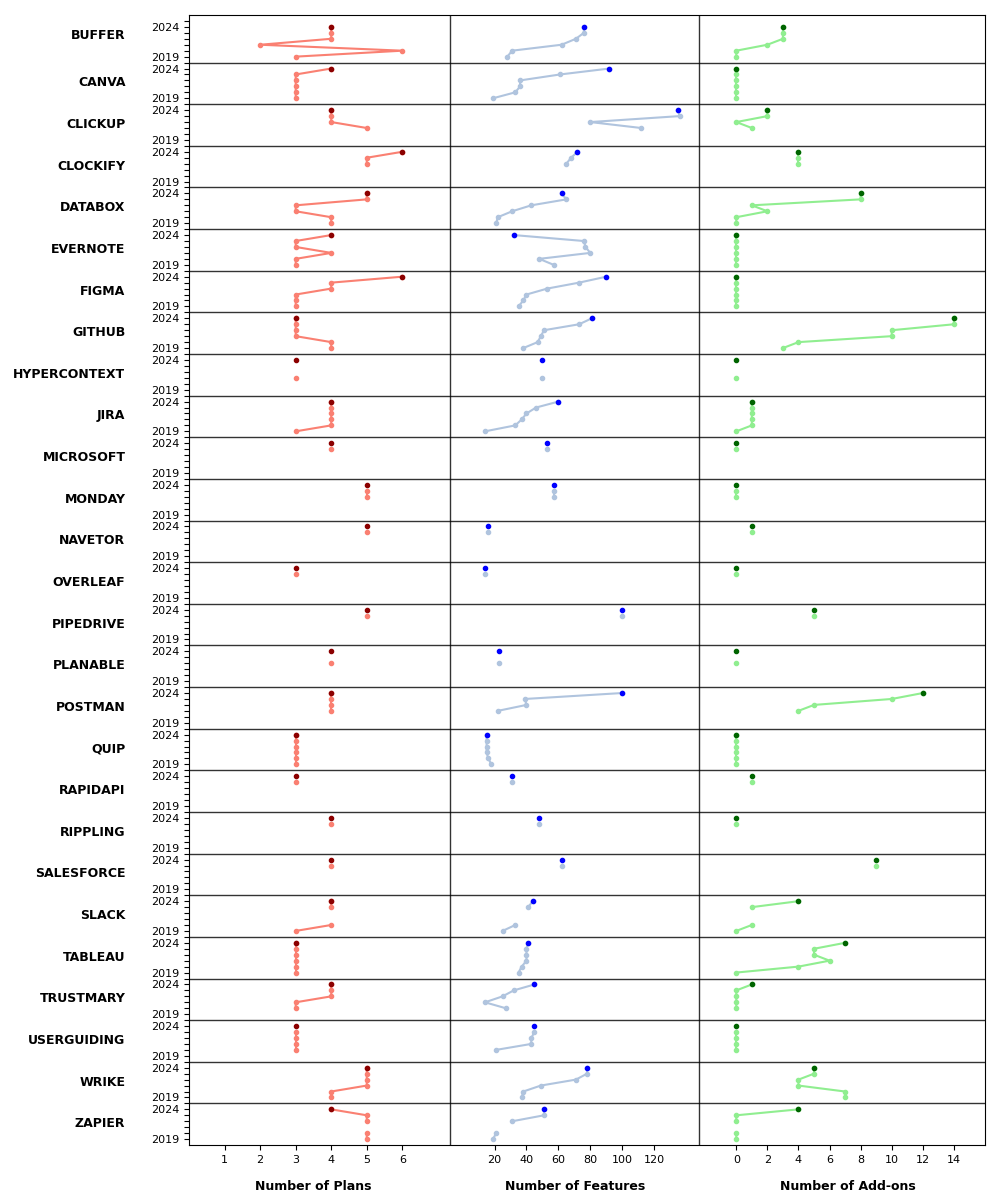 BUFFER
2024
2019
CANVA
2024
2019
CLICKUP
2024
2019
CLOCKIFY
2024
2019
DATABOX
2024
2019
EVERNOTE
2024
2019
FIGMA
2024
2019
GITHUB
2024
2019
HYPERCONTEXT
2024
2019
JIRA
2024
2019
MICROSOFT
2024
2019
MONDAY
2024
2019
NAVETOR
2024
2019
OVERLEAF
2024
2019
PIPEDRIVE
2024
2019
PLANABLE
2024
2019
POSTMAN
2024
2019
QUIP
2024
2019
RAPIDAPI
2024
2019
RIPPLING
2024
2019
SALESFORCE
2024
2019
SLACK
2024
2019
TABLEAU
2024
2019
TRUSTMARY
2024
2019
USERGUIDING
2024
2019
WRIKE
2024
2019
ZAPIER
2024
2019
1 2 3 4 5 6 20 40 60 80 100 120 0 2 4 6 8 10 12 14
Number of Plans Number of Features Number of Add-ons